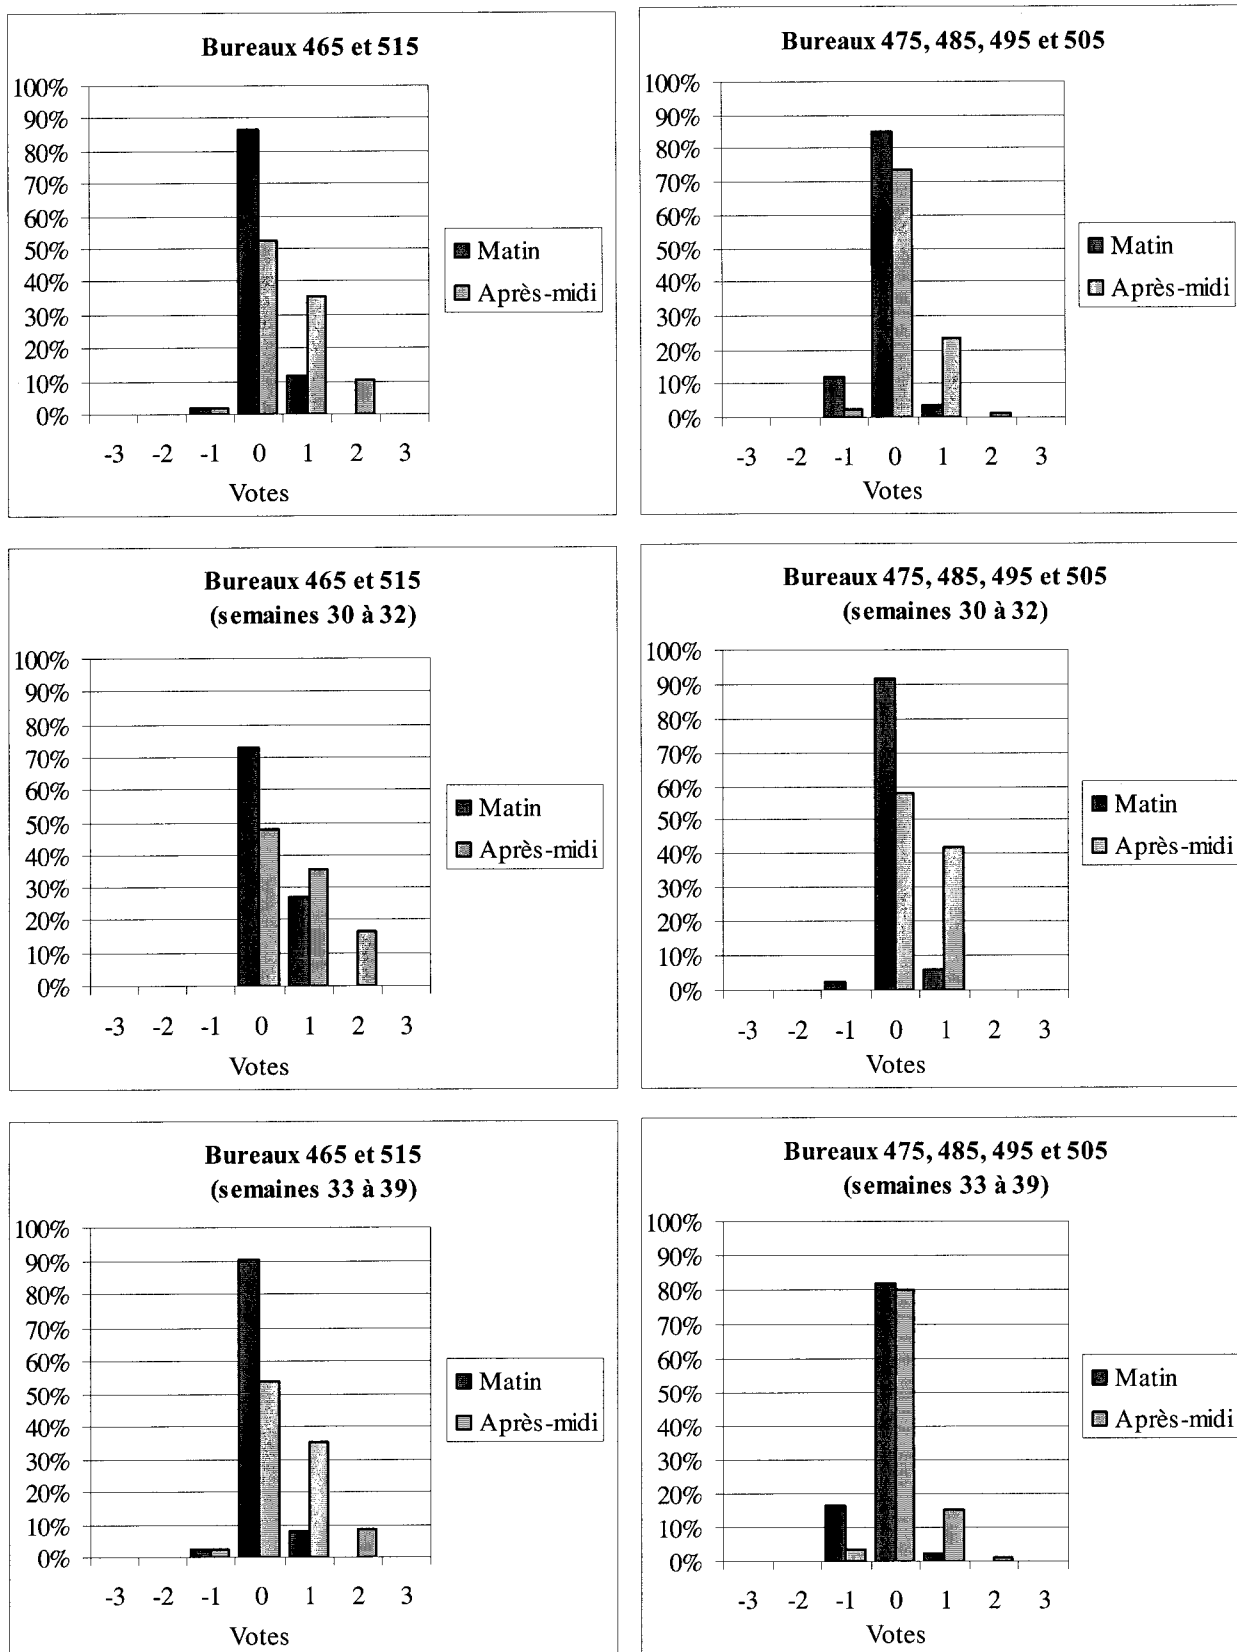 Bureaux 465 et 515
100%
90%
80%
70%
60%
50%
40%
30%
20%
10%
0%
-3 -2 -1 0 1 2 3
Votes
Matin
Après-midi
Bureaux 475, 485, 495 et 505
100%
90%
80%
70%
60%
50%
40%
30%
20%
10%
0%
-3 -2 -1 0 1 2 3
Votes
Matin
Après-midi
Bureaux 465 et 515
(semaines 30 à 32)
100%
90%
80%
70%
60%
50%
40%
30%
20%
10%
0%
-3 -2 -1 0 1 2 3
Votes
Matin
Après-midi
Bureaux 475, 485, 495 et 505
(semaines 30 à 32)
100%
90%
80%
70%
60%
50%
40%
30%
20%
10%
0%
-3 -2 -1 0 1 2 3
Votes
Matin
Après-midi
Bureaux 465 et 515
(semaines 33 à 39)
100%
90%
80%
70%
60%
50%
40%
30%
20%
10%
0%
-3 -2 -1 0 1 2 3
Votes
Matin
Après-midi
Bureaux 475, 485, 495 et 505
(semaines 33 à 39)
100%
90%
80%
70%
60%
50%
40%
30%
20%
10%
0%
-3 -2 -1 0 1 2 3
Votes
Matin
Après-midi